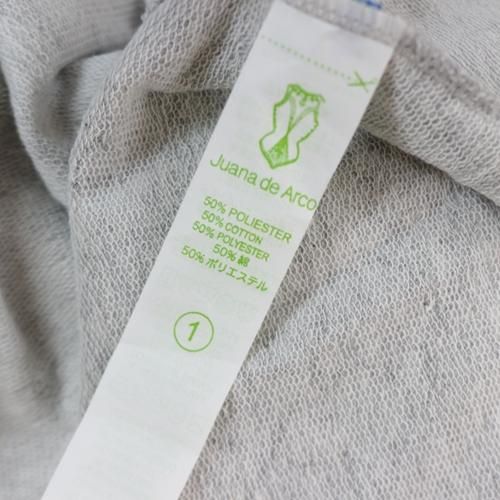 Juana de Arco
50% POLIESTER
50% COTTON
50% POLYESTER
50% 綿
50% ポリエステル
1